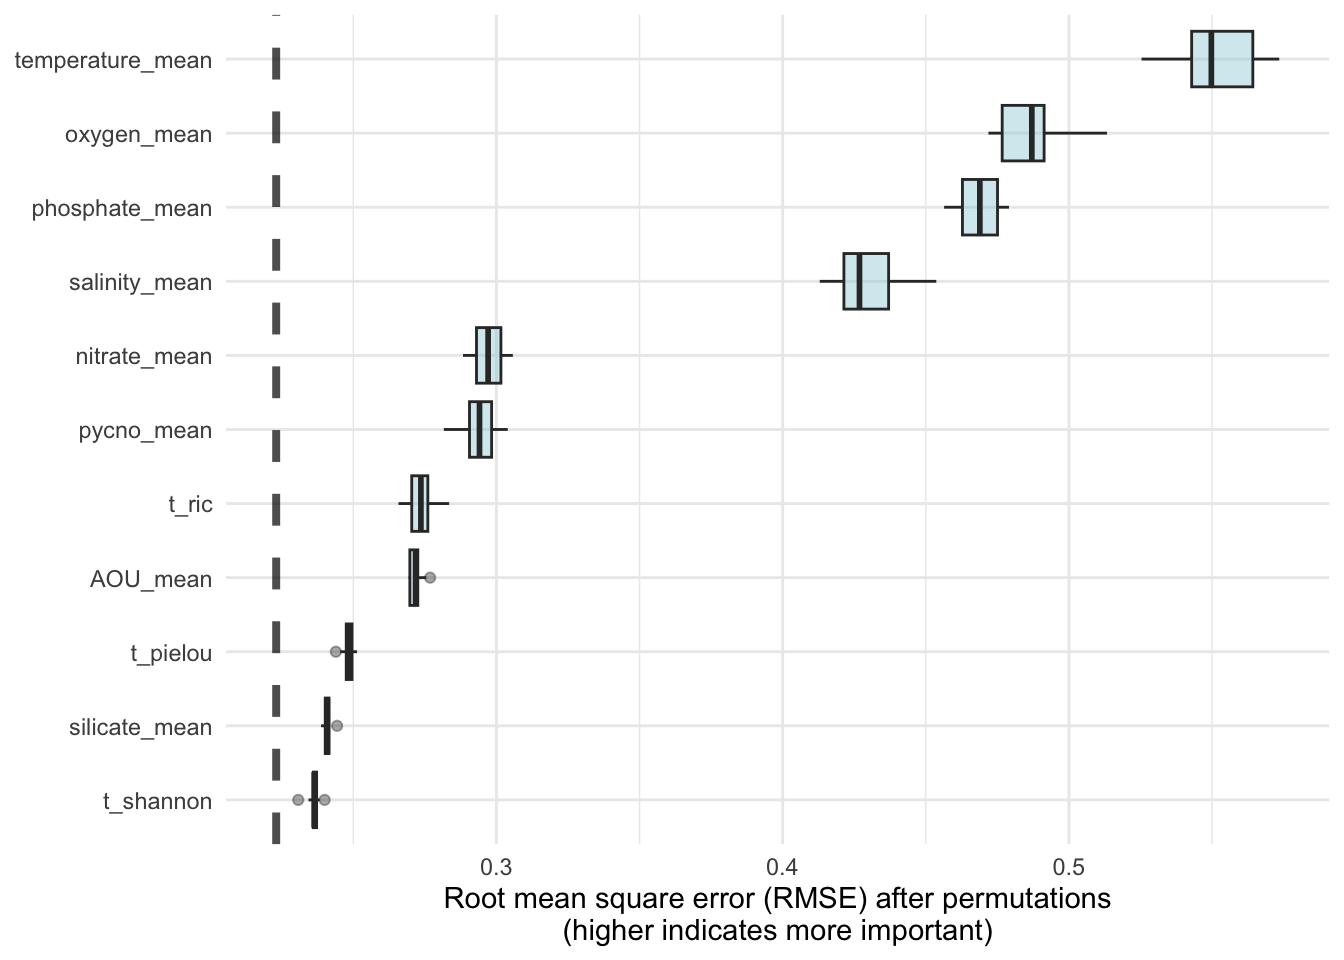 temperature_mean
oxygen_mean
phosphate_mean
salinity_mean
nitrate_mean
pycno_mean
t_ric
AOU_mean
t_pielou
silicate_mean
t_shannon
0.3 0.4 0.5
Root mean square error (RMSE) after permutations
(higher indicates more important)